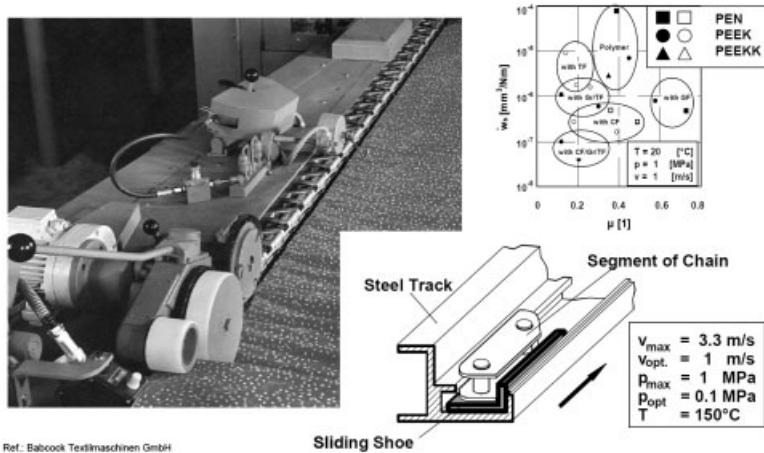 10⁻⁴
10⁻⁵
10⁻⁶
10⁻⁷
10⁻⁸
ẇs [mm³/Nm]
PEN
PEEK
PEEKK
Polymer
with TF
with Gr/TF
with GF
with CF
with CF/Gr/TF
T = 20 [°C]
p = 1 [MPa]
v = 1 [m/s]
0 0.2 0.4 0.6 0.8
μ [1]
Segment of Chain
Steel Track
Sliding Shoe
vmax = 3.3 m/s
vopt. = 1 m/s
pmax = 1 MPa
popt = 0.1 MPa
T = 150°C
Ref.: Babcock Textilmaschinen GmbH